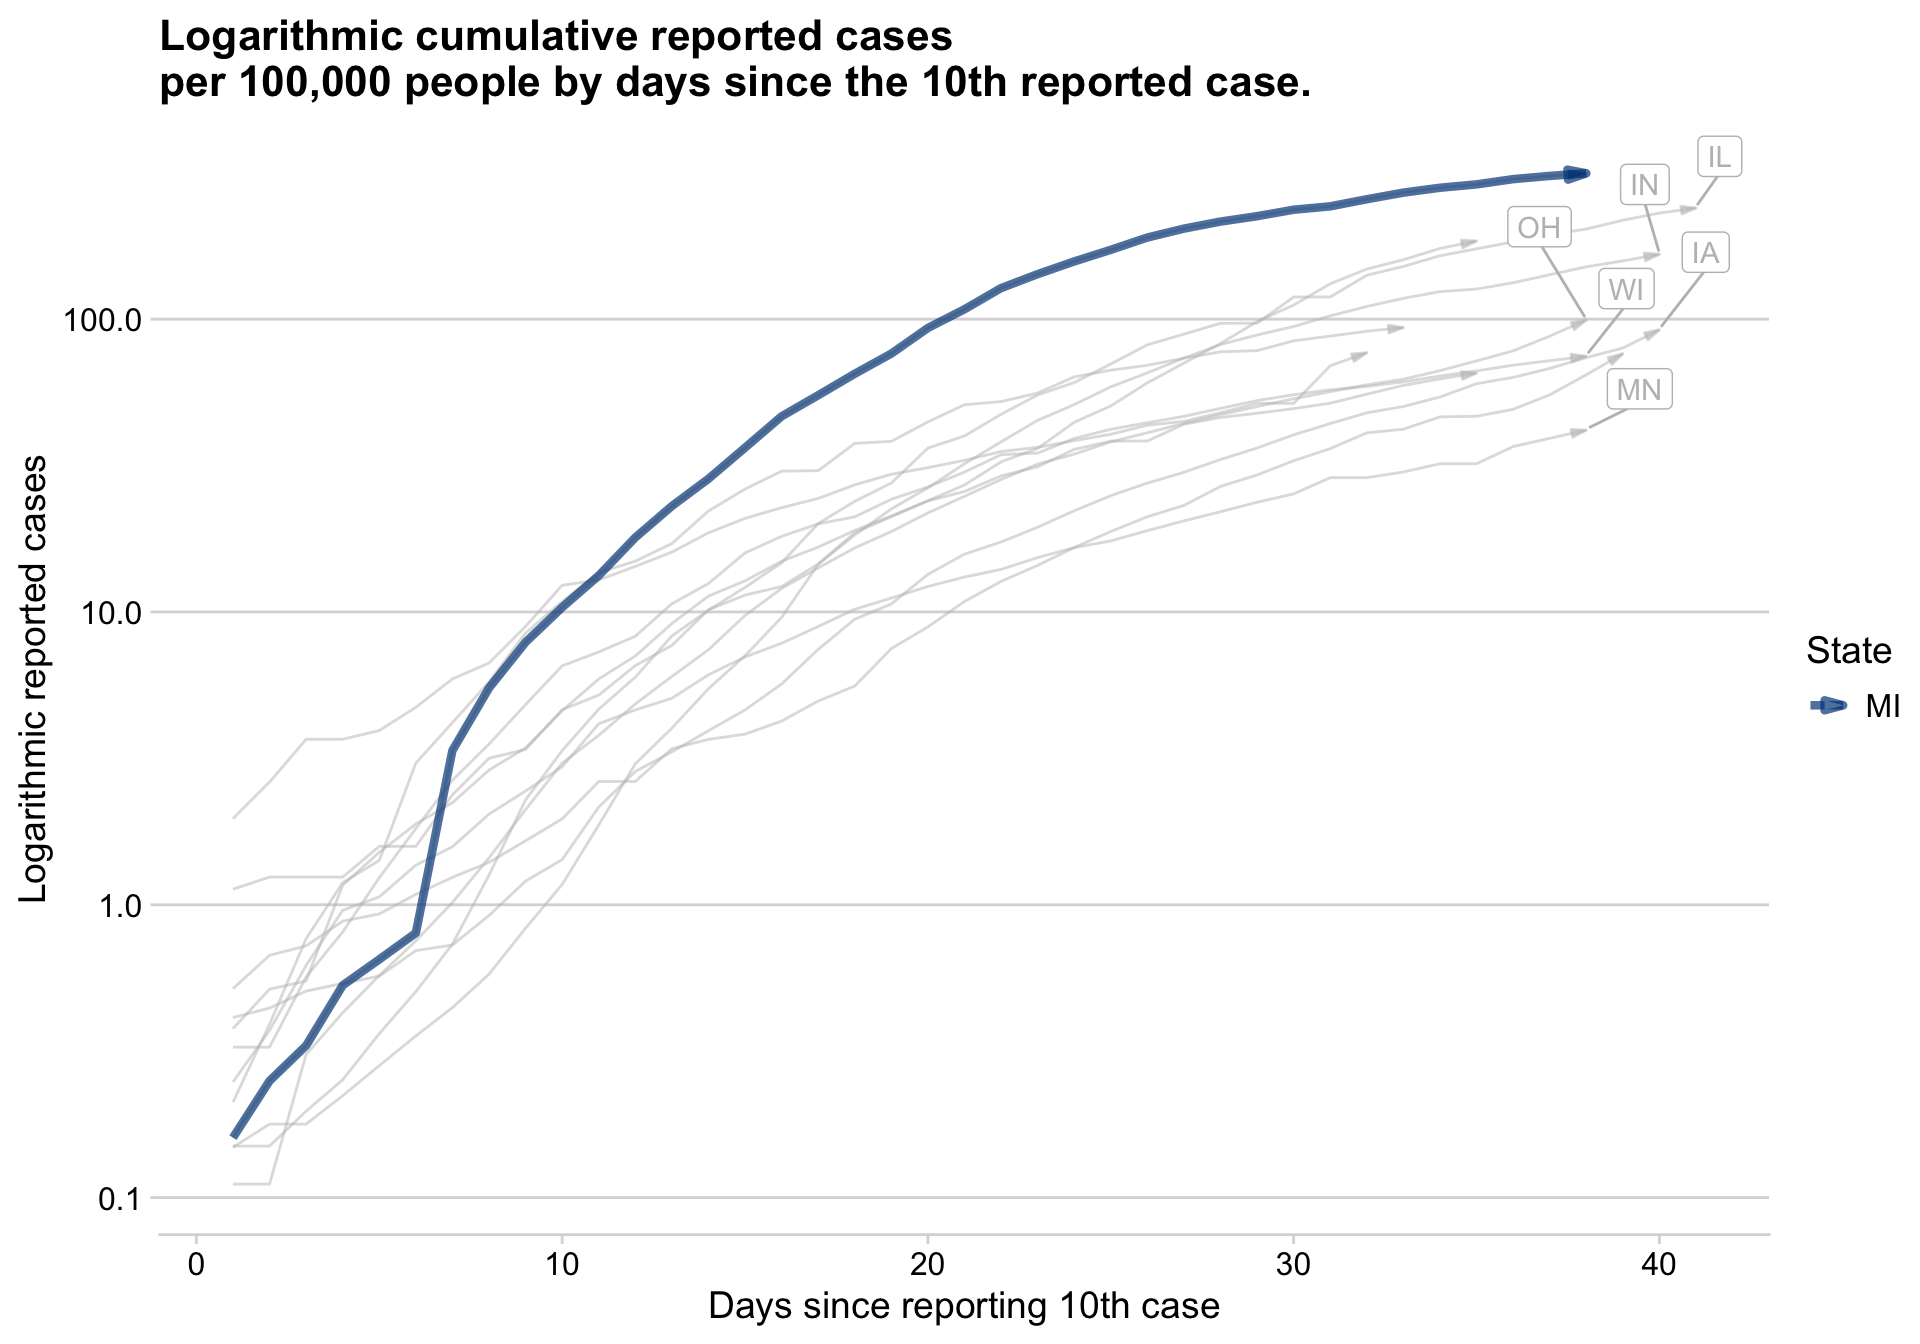 Logarithmic cumulative reported cases
per 100,000 people by days since the 10th reported case.
IL
IN
OH
IA
WI
100.0
MN
Logarithmic reported cases
10.0
State
MI
1.0
0.1
0 10 20 30 40
Days since reporting 10th case